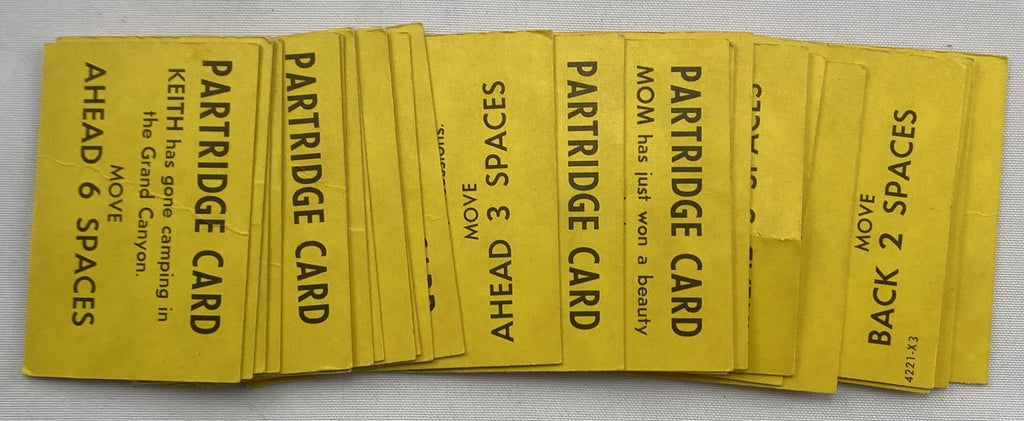 PARTRIDGE CARD
KEITH has gone camping in
the Grand Canyon.
MOVE
AHEAD 6 SPACES
PARTRIDGE CARD
MOVE
AHEAD 3 SPACES
PARTRIDGE CARD
PARTRIDGE CARD
MOM has just won a beauty
MOVE
BACK 2 SPACES
4221-X3